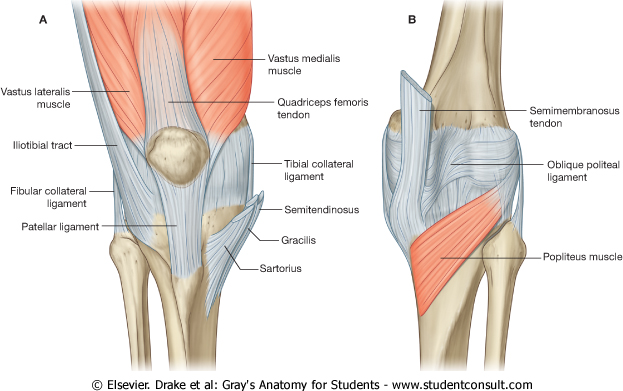 A
B
Vastus medialis
muscle
Vastus lateralis
muscle
Quadriceps femoris
tendon
Semimembranosus
tendon
Iliotibial tract
Tibial collateral
ligament
Oblique politeal
ligament
Fibular collateral
ligament
Semitendinosus
Patellar ligament
Gracilis
Sartorius
Popliteus muscle
© Elsevier. Drake et al: Gray's Anatomy for Students - www.studentconsult.com